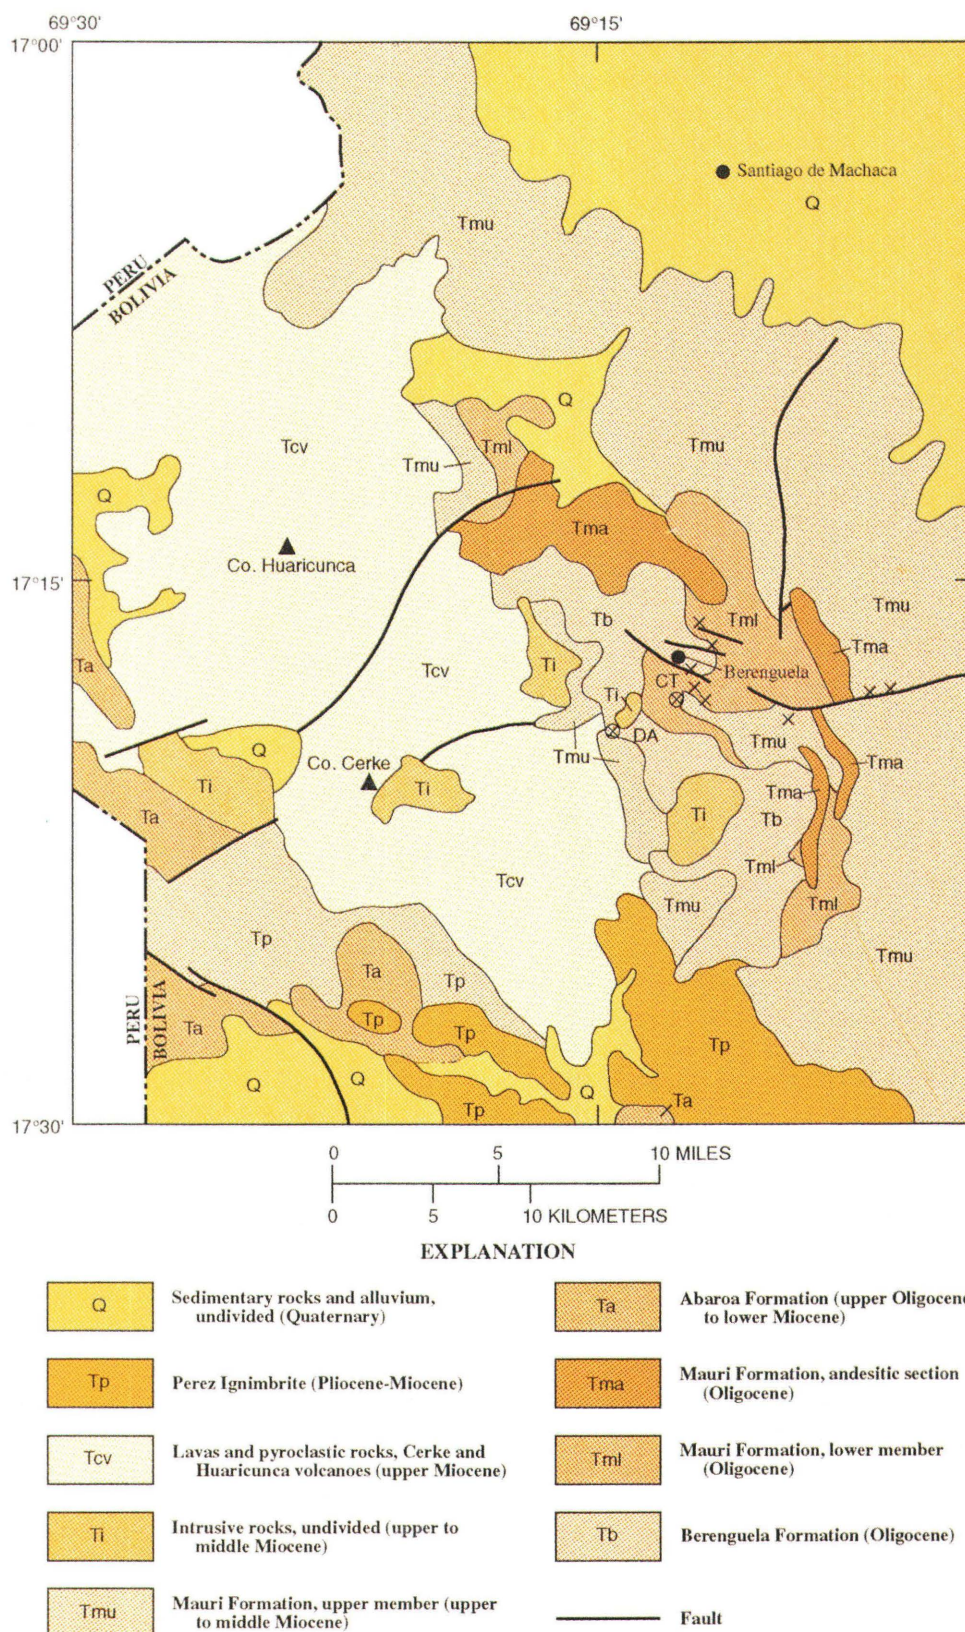 69°30'
69°15'
17°00'
Santiago de Machaca
Q
Tmu
PERU
BOLIVIA
Q
Tcv
Tml
Tmu
Tmu
Q
Tma
Co. Huaricunca
17°15'
Tmu
Tb
Tml
Tma
Ta
Tcv
Ti
Berenguela
CT
Ti
DA
Tmu
Q
Tmu
Co. Cerke
Tma
Ti
Ti
Tma
Ta
Ti
Tb
Tml
Tcv
Tmu
Tml
Tp
Tmu
Ta
Tp
PERU
BOLIVIA
Ta
Tp
Tp
Tp
Q
Q
Q
Ta
Tp
17°30'
0 5 10 MILES
0 5 10 KILOMETERS
EXPLANATION
Q
Sedimentary rocks and alluvium,
undivided (Quaternary)
Tp
Perez Ignimbrite (Pliocene-Miocene)
Tcv
Lavas and pyroclastic rocks, Cerke and
Huaricunca volcanoes (upper Miocene)
Ti
Intrusive rocks, undivided (upper to
middle Miocene)
Tmu
Mauri Formation, upper member (upper
to middle Miocene)
Ta
Abaroa Formation (upper Oligocene
to lower Miocene)
Tma
Mauri Formation, andesitic section
(Oligocene)
Tml
Mauri Formation, lower member
(Oligocene)
Tb
Berenguela Formation (Oligocene)
Fault